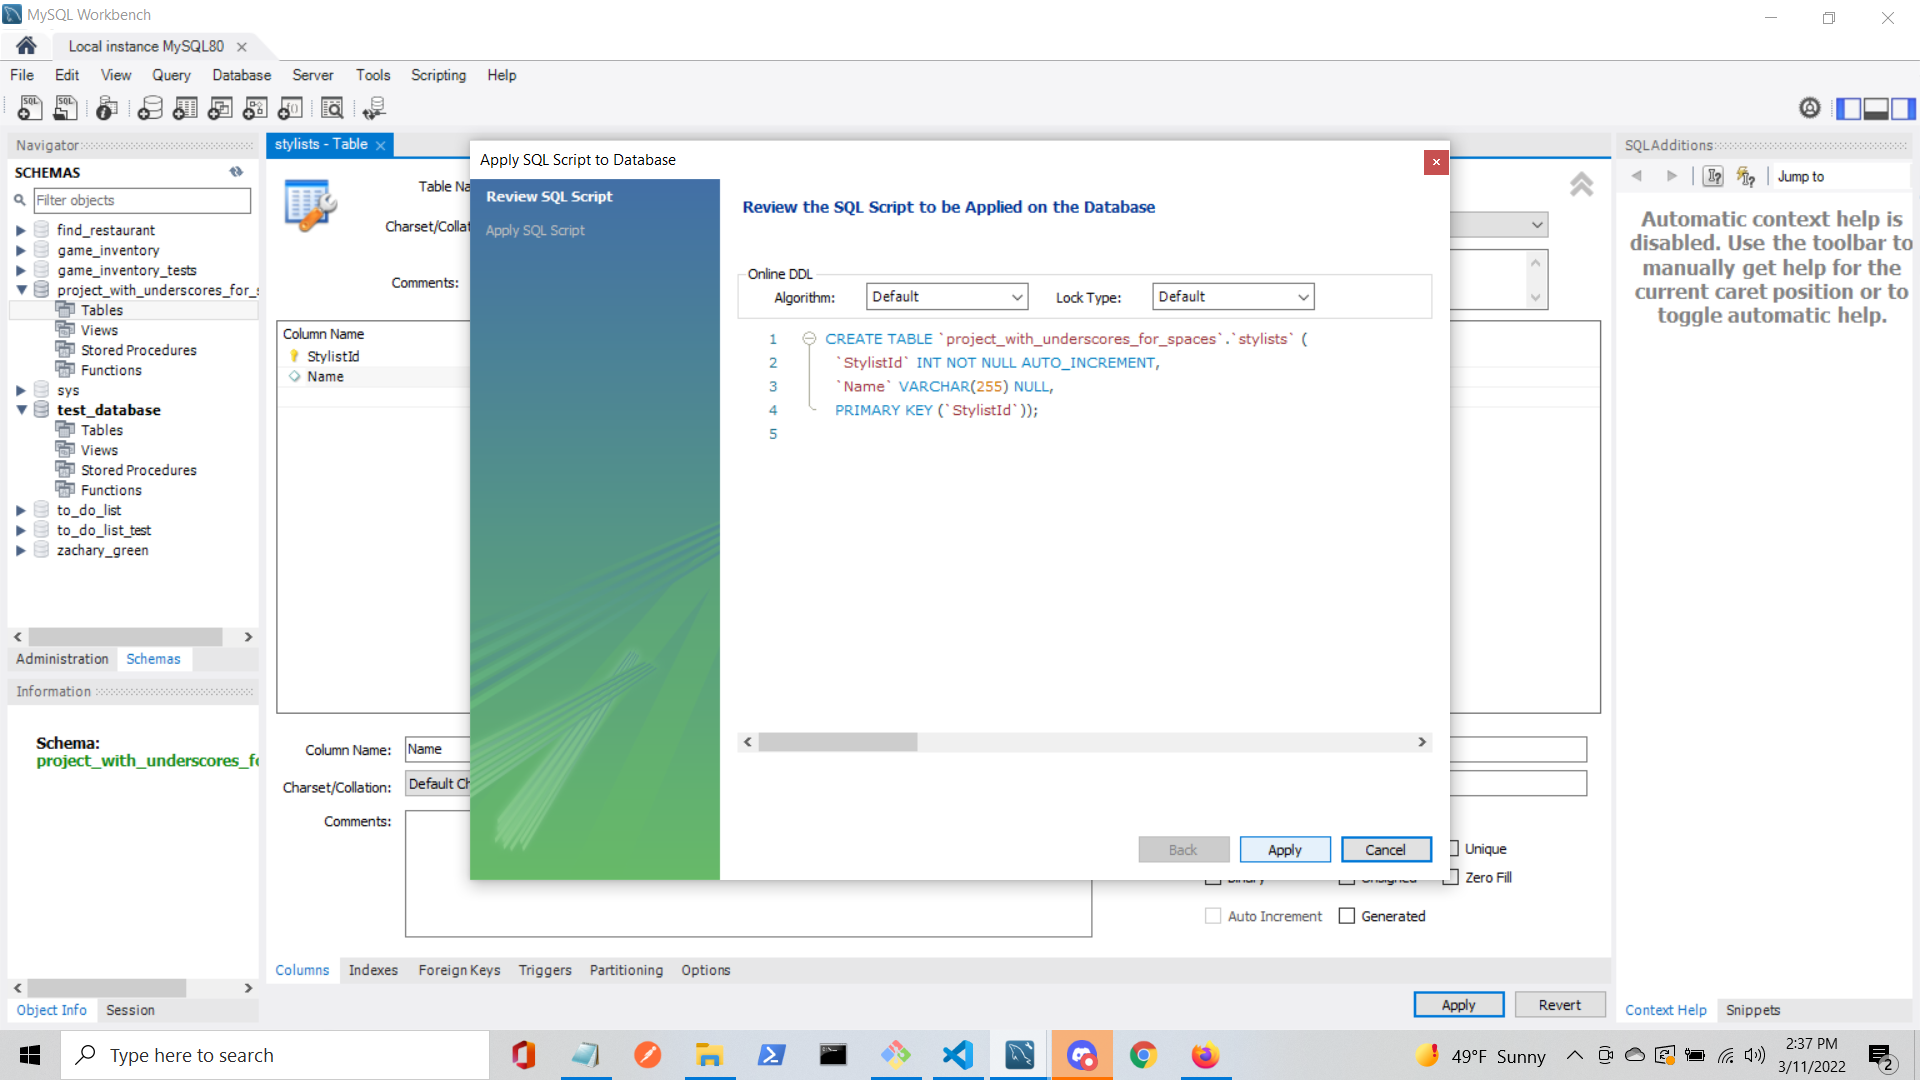 MySQL Workbench
Local instance MySQL80
File Edit View Query Database Server Tools Scripting Help
Navigator
SCHEMAS
Filter objects
find_restaurant
game_inventory
game_inventory_tests
project_with_underscores_for_s
Tables
Views
Stored Procedures
Functions
sys
test_database
Tables
Views
Stored Procedures
Functions
to_do_list
to_do_list_test
zachary_green
Administration Schemas
Information
Schema:
project_with_underscores_fo
Object Info Session
stylists - Table
Table Na
Charset/Collat
Comments:
Column Name
StylistId
Name
Column Name: Name
Charset/Collation: Default Ch
Comments:
Apply SQL Script to Database
Review SQL Script
Apply SQL Script
Review the SQL Script to be Applied on the Database
Online DDL
Algorithm: Default Lock Type: Default
1 CREATE TABLE `project_with_underscores_for_spaces`.`stylists` (
2 `StylistId` INT NOT NULL AUTO_INCREMENT,
3 `Name` VARCHAR(255) NULL,
4 PRIMARY KEY (`StylistId`));
5
Back Apply Cancel
Unique
Binary Unsigned Zero Fill
Auto Increment Generated
Columns Indexes Foreign Keys Triggers Partitioning Options
Apply Revert
SQLAdditions
Jump to
Automatic context help is
disabled. Use the toolbar to
manually get help for the
current caret position or to
toggle automatic help.
Context Help Snippets
Type here to search
49°F Sunny
2:37 PM
3/11/2022
2